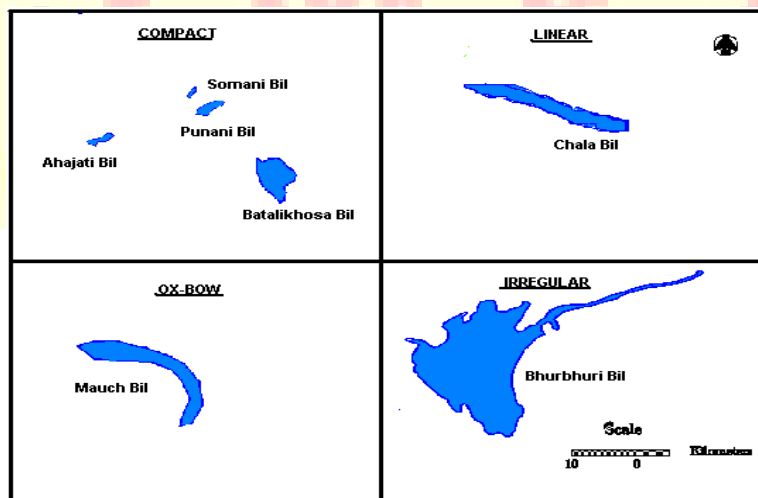 COMPACT
Somani Bil
Punani Bil
Ahajati Bil
Batalikhosa Bil
LINEAR
Chala Bil
OX-BOW
Mauch Bil
IRREGULAR
Bhurbhuri Bil
Scale
10 0
Kilometers